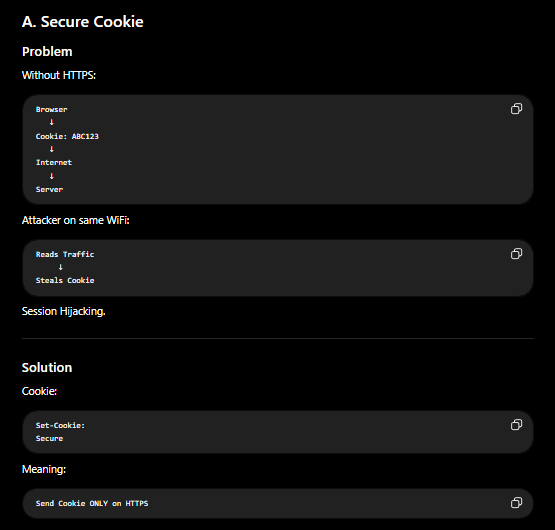 A. Secure Cookie
Problem
Without HTTPS:
Browser
↓
Cookie: ABC123
↓
Internet
↓
Server
Attacker on same WiFi:
Reads Traffic
↓
Steals Cookie
Session Hijacking.
Solution
Cookie:
Set-Cookie:
Secure
Meaning:
Send Cookie ONLY on HTTPS